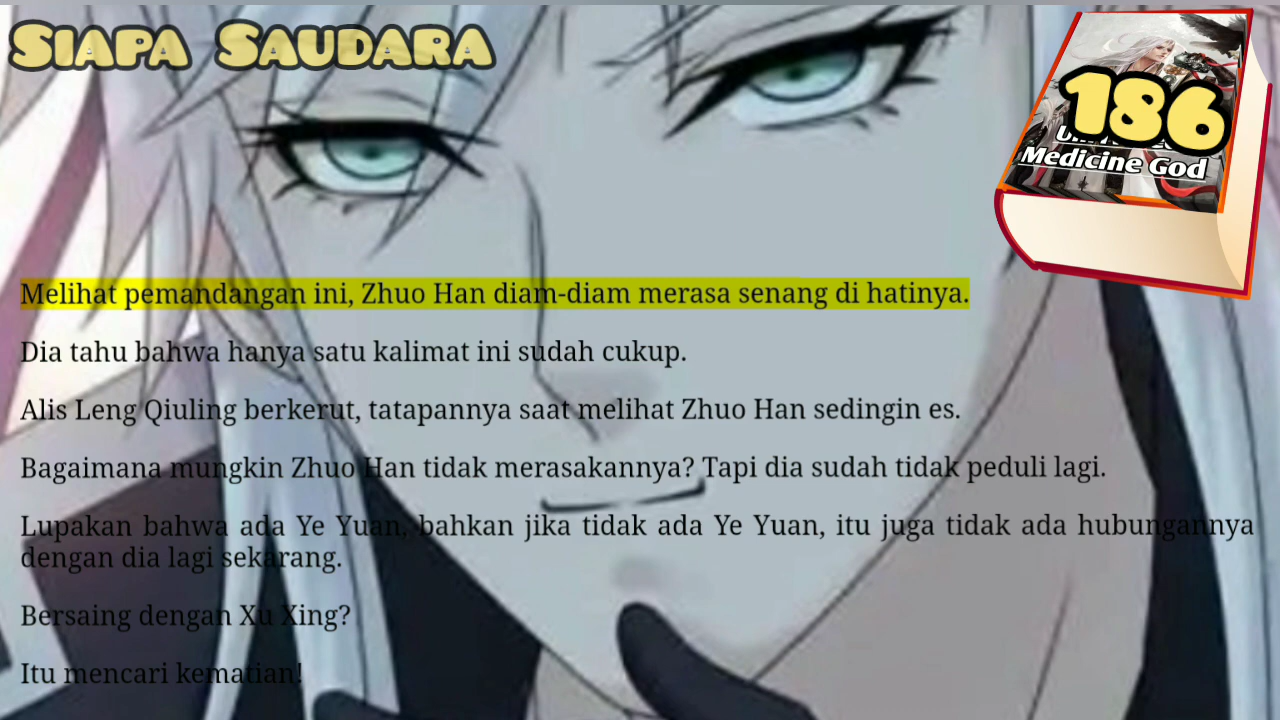 Siapa Saudara
186
Medicine God
Melihat pemandangan ini, Zhuo Han diam-diam merasa senang di hatinya.
Dia tahu bahwa hanya satu kalimat ini sudah cukup.
Alis Leng Qiuling berkerut, tatapannya saat melihat Zhuo Han sedingin es.
Bagaimana mungkin Zhuo Han tidak merasakannya? Tapi dia sudah tidak peduli lagi.
Lupakan bahwa ada Ye Yuan, bahkan jika tidak ada Ye Yuan, itu juga tidak ada hubungannya
dengan dia lagi sekarang.
Bersaing dengan Xu Xing?
Itu mencari kematian!